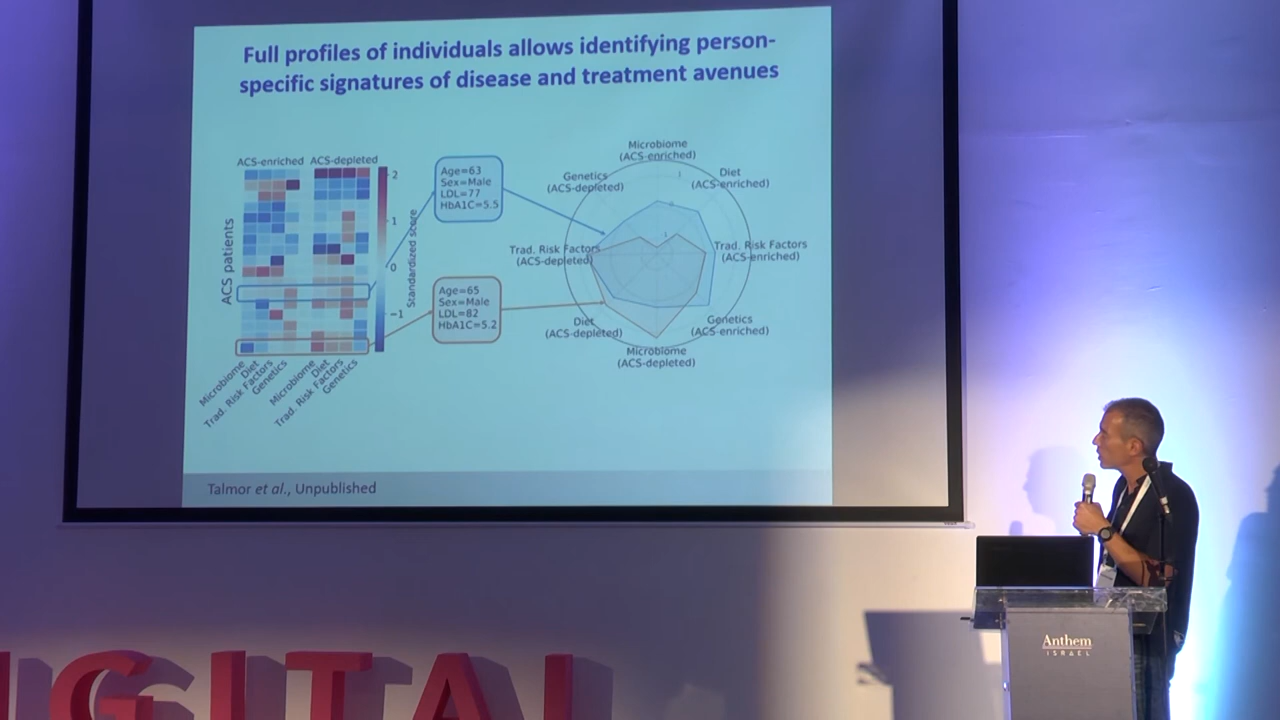 Full profiles of individuals allows identifying person-
specific signatures of disease and treatment avenues
ACS-enriched ACS-depleted
ACS patients
2
1
0
−1
Standardized score
Microbiome
Diet
Trad. Risk Factors
Genetics
Microbiome
Diet
Trad. Risk Factors
Genetics
Age=63
Sex=Male
LDL=77
HbA1C=5.5
Age=65
Sex=Male
LDL=82
HbA1C=5.2
Microbiome
(ACS-enriched)
Diet
(ACS-enriched)
Trad. Risk Factors
(ACS-enriched)
Genetics
(ACS-enriched)
Microbiome
(ACS-depleted)
Diet
(ACS-depleted)
Trad. Risk Factors
(ACS-depleted)
Genetics
(ACS-depleted)
Talmor et al., Unpublished
Anthem
ISRAEL
IGITAL